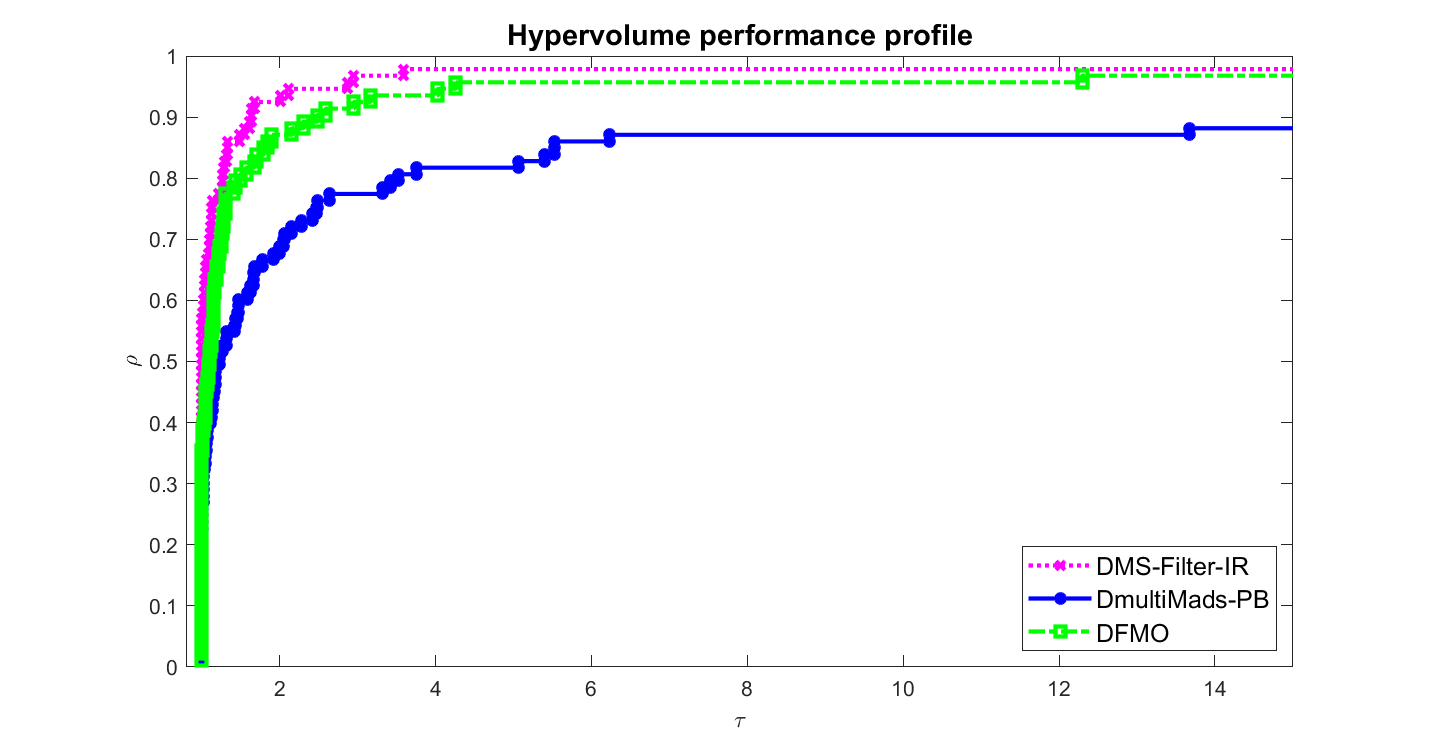 Hypervolume performance profile
1
0.9
0.8
0.7
0.6
0.5
0.4
0.3
0.2
0.1
0
ρ
2 4 6 8 10 12 14
τ
DMS-Filter-IR
DmultiMads-PB
DFMO